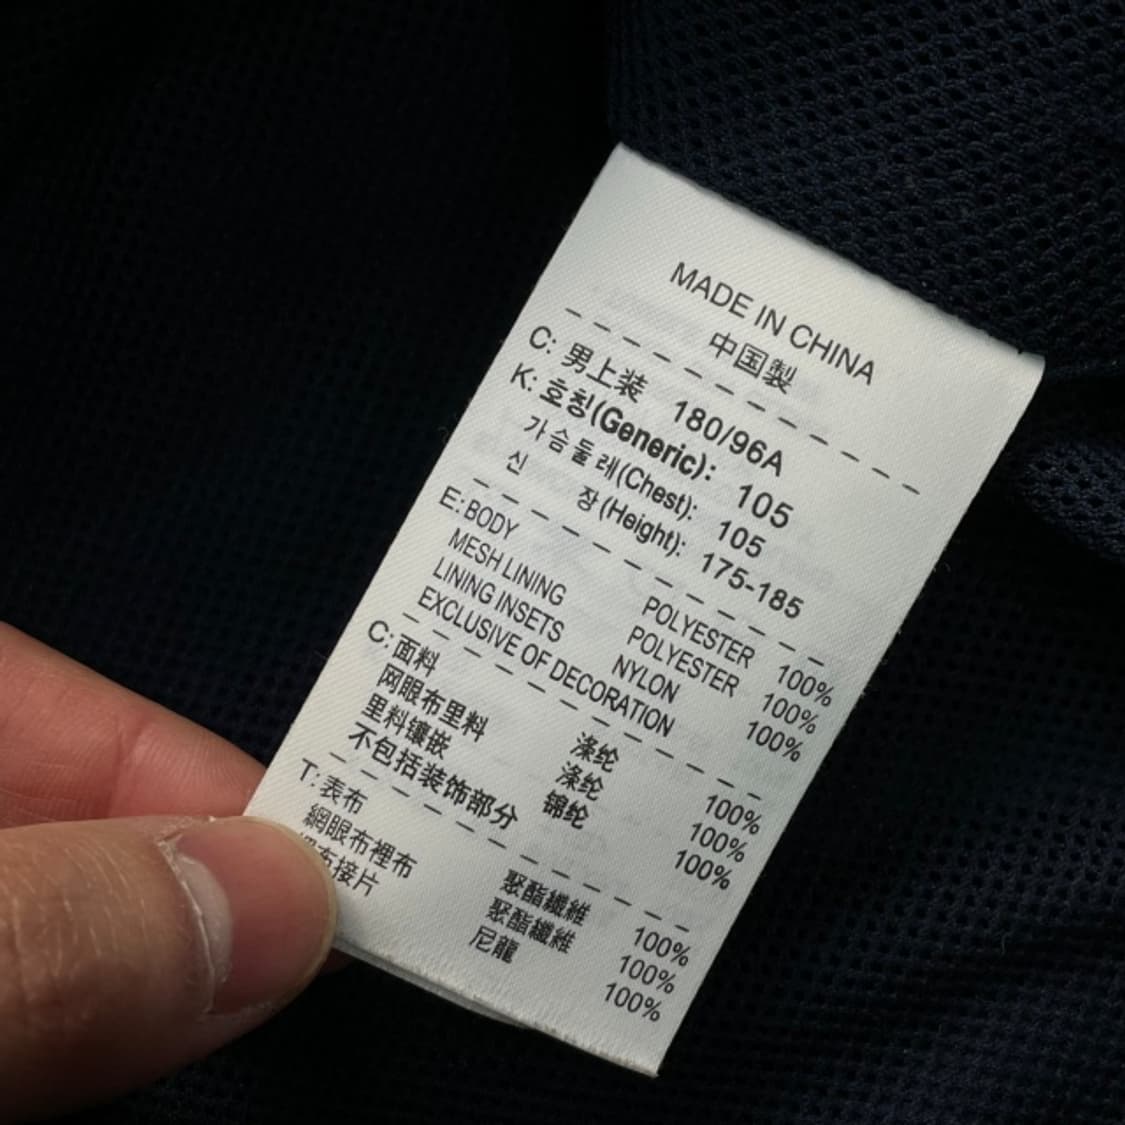 MADE IN CHINA
中国製
C: 男上装 180/96A
K: 호칭(Generic): 105
가슴둘레(Chest): 105
신 장(Height): 175-185
E: BODY POLYESTER 100%
MESH LINING POLYESTER 100%
LINING INSETS NYLON 100%
EXCLUSIVE OF DECORATION
C: 面料 涤纶 100%
网眼布里料 涤纶 100%
里料镶嵌 锦纶 100%
不包括装饰部分
T: 表布 聚酯纖維 100%
網眼布裡布 聚酯纖維 100%
布接片 尼龍 100%